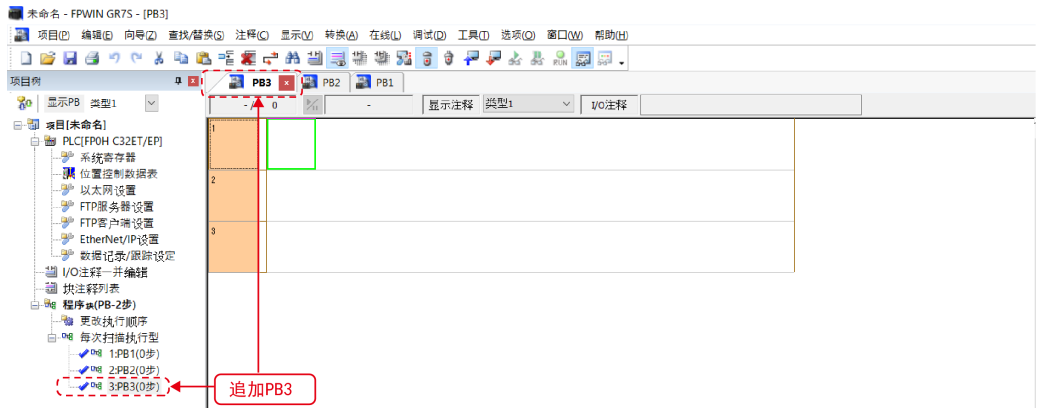 未命名 - FPWIN GR7S - [PB3]
项目(P) 编辑(E) 向导(Z) 查找/替换(S) 注释(C) 显示(V) 转换(A) 在线(L) 调试(D) 工具(T) 选项(O) 窗口(W) 帮助(H)
项目树
PB3 PB2 PB1
显示PB 类型1
- / 0 - 显示注释 类型1 I/O注释
项目[未命名]
PLC[FP0H C32ET/EP]
系统寄存器
位置控制数据表
以太网设置
FTP服务器设置
FTP客户端设置
EtherNet/IP设置
数据记录/跟踪设定
I/O注释一并编辑
块注释列表
程序块(PB-2步)
更改执行顺序
每次扫描执行型
1:PB1(0步)
2:PB2(0步)
3:PB3(0步)
1
2
3
追加PB3